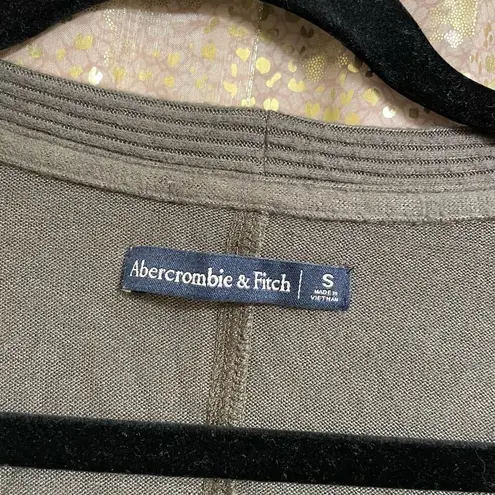 Abercrombie & Fitch | S
MADE IN
VIETNAM